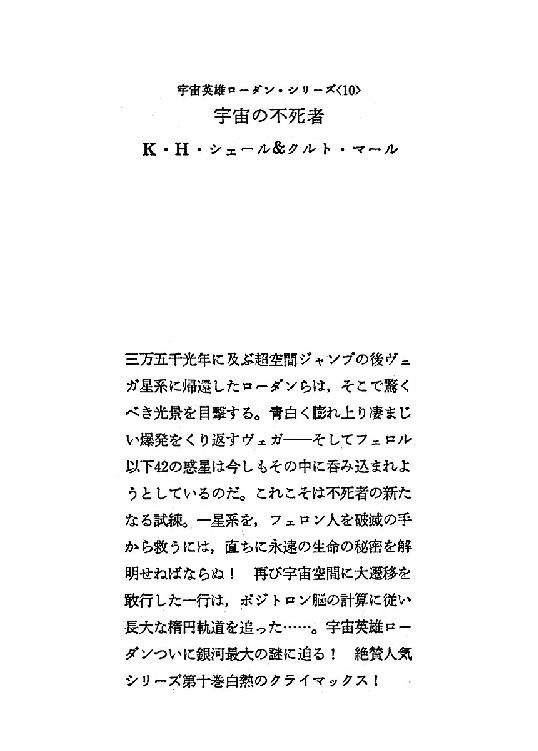 宇宙英雄ローダン・シリーズ〈10〉
宇宙の不死者
K・H・シェール&クルト・マール
三万五千光年に及ぶ超空間ジャンプの後ヴェ
ガ星系に帰還したローダンらは，そこで驚く
べき光景を目撃する。青白く膨れ上り凄まじ
い爆発をくり返すヴェガ──そしてフェロル
以下42の惑星は今しもその中に呑み込まれよ
うとしているのだ。これこそは不死者の新た
なる試練。一星系を，フェロン人を破滅の手
から救うには，直ちに永遠の生命の秘密を解
明せねばならぬ！　再び宇宙空間に大遷移を
敢行した一行は，ポジトロン脳の計算に従い
長大な楕円軌道を追った……。宇宙英雄ロー
ダンついに銀河最大の謎に迫る！　絶賛人気
シリーズ第十巻白熱のクライマックス！